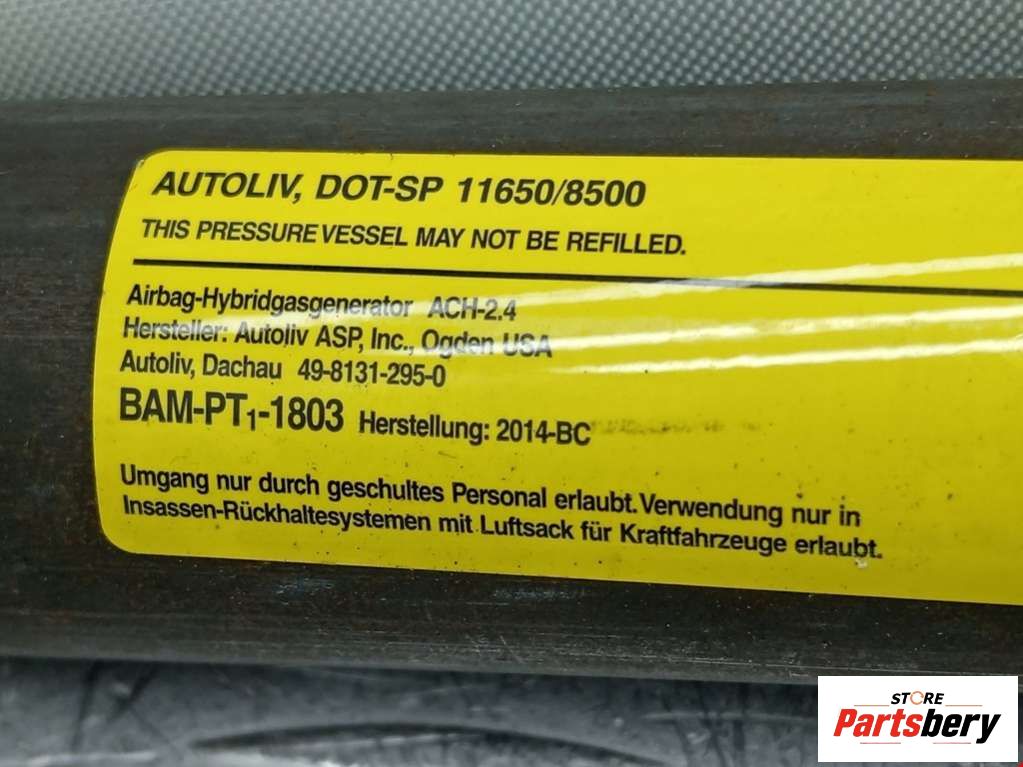 AUTOLIV, DOT-SP 11650/8500
THIS PRESSURE VESSEL MAY NOT BE REFILLED.
Airbag-Hybridgasgenerator ACH-2.4
Hersteller: Autoliv ASP, Inc., Ogden USA
Autoliv, Dachau 49-8131-295-0
BAM-PT₁-1803 Herstellung: 2014-BC
Umgang nur durch geschultes Personal erlaubt. Verwendung nur in
Insassen-Rückhaltesystemen mit Luftsack für Kraftfahrzeuge erlaubt.
STORE
Partsbery